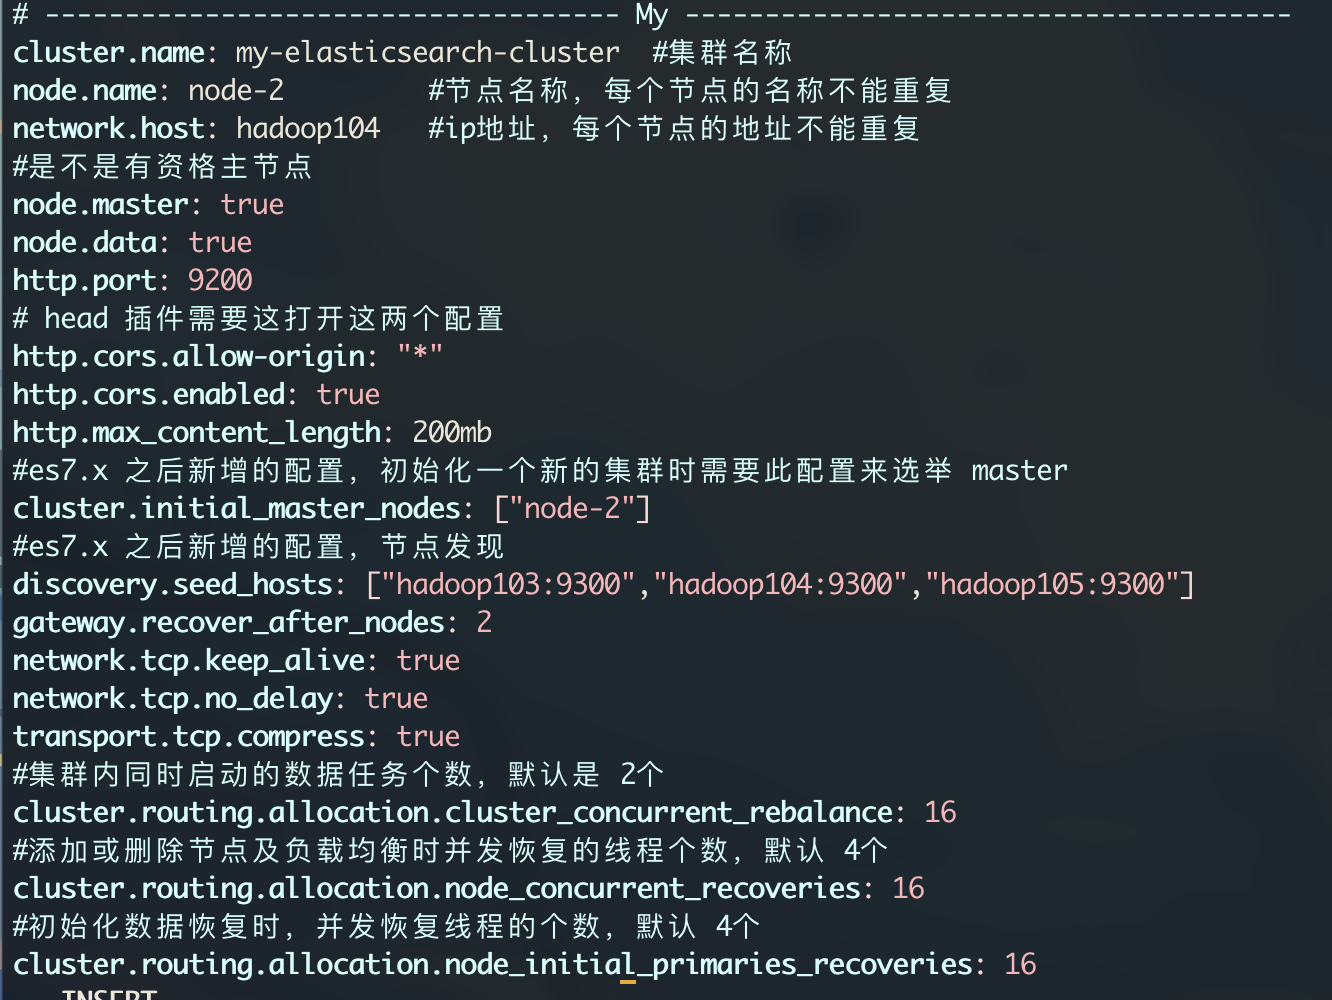 # ------------------------------------ My --------------------------------------
cluster.name: my-elasticsearch-cluster  #集群名称
node.name: node-2         #节点名称，每个节点的名称不能重复
network.host: hadoop104   #ip地址，每个节点的地址不能重复
#是不是有资格主节点
node.master: true
node.data: true
http.port: 9200
# head 插件需要这打开这两个配置
http.cors.allow-origin: "*"
http.cors.enabled: true
http.max_content_length: 200mb
#es7.x 之后新增的配置，初始化一个新的集群时需要此配置来选举 master
cluster.initial_master_nodes: ["node-2"]
#es7.x 之后新增的配置，节点发现
discovery.seed_hosts: ["hadoop103:9300","hadoop104:9300","hadoop105:9300"]
gateway.recover_after_nodes: 2
network.tcp.keep_alive: true
network.tcp.no_delay: true
transport.tcp.compress: true
#集群内同时启动的数据任务个数，默认是 2个
cluster.routing.allocation.cluster_concurrent_rebalance: 16
#添加或删除节点及负载均衡时并发恢复的线程个数，默认 4个
cluster.routing.allocation.node_concurrent_recoveries: 16
#初始化数据恢复时，并发恢复线程的个数，默认 4个
cluster.routing.allocation.node_initial_primaries_recoveries: 16
INSERT